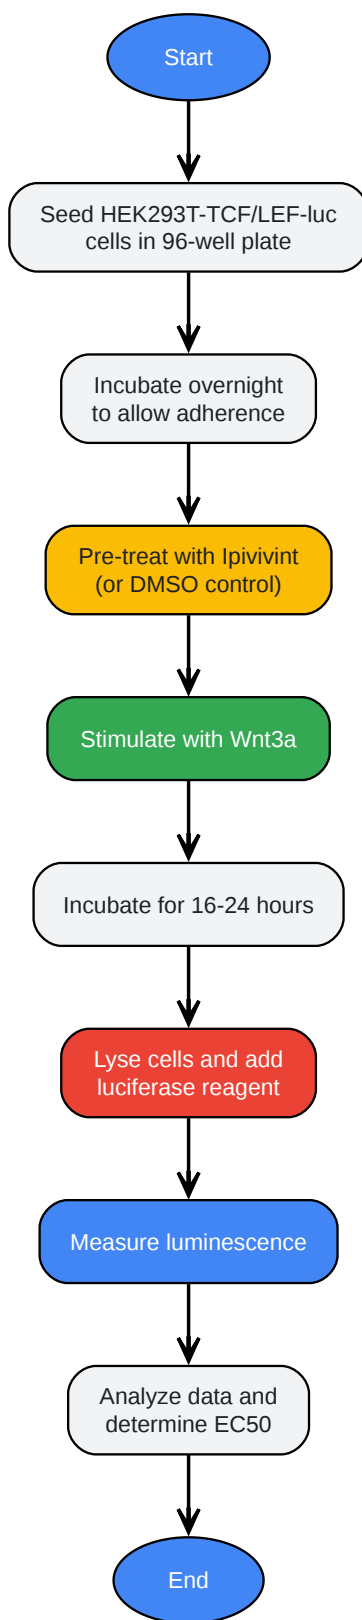 Start
Seed HEK293T-TCF/LEF-luc
cells in 96-well plate
Incubate overnight
to allow adherence
Pre-treat with Ipivivint
(or DMSO control)
Stimulate with Wnt3a
Incubate for 16-24 hours
Lyse cells and add
luciferase reagent
Measure luminescence
Analyze data and
determine EC50
End